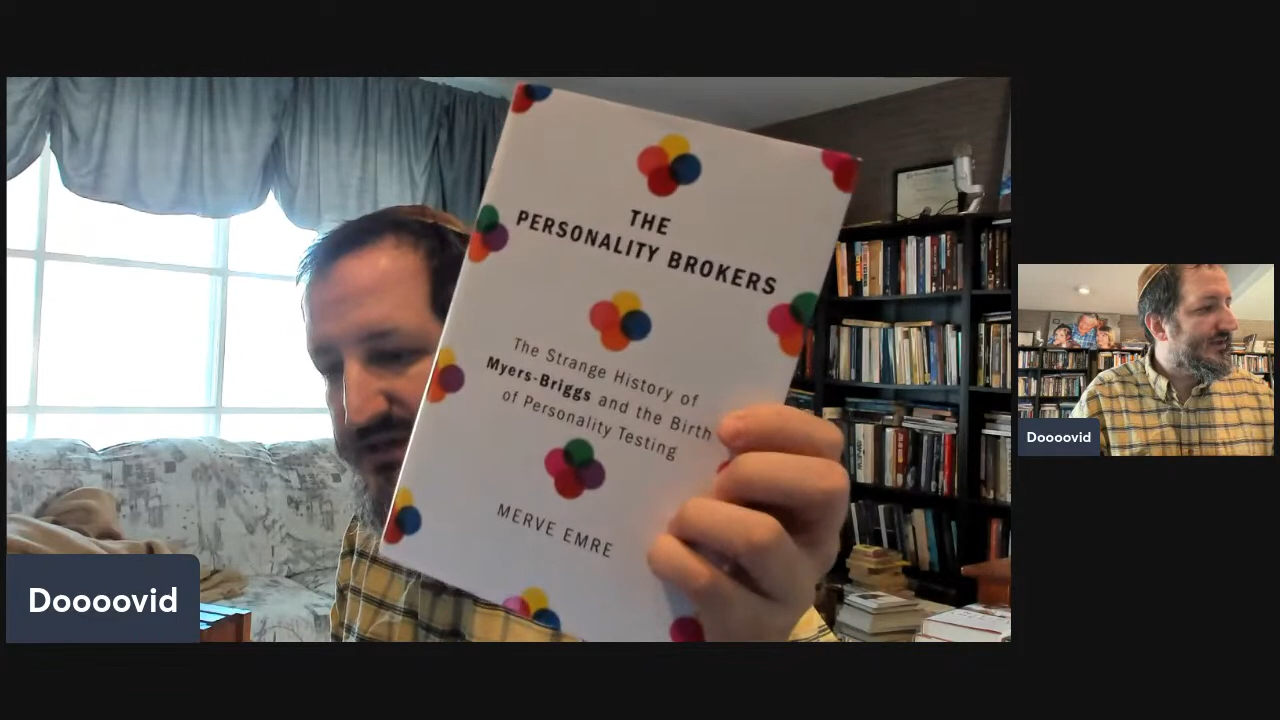 THE
PERSONALITY BROKERS
The Strange History of
Myers-Briggs and the Birth
of Personality Testing
MERVE EMRE
Doooovid
Doooovid